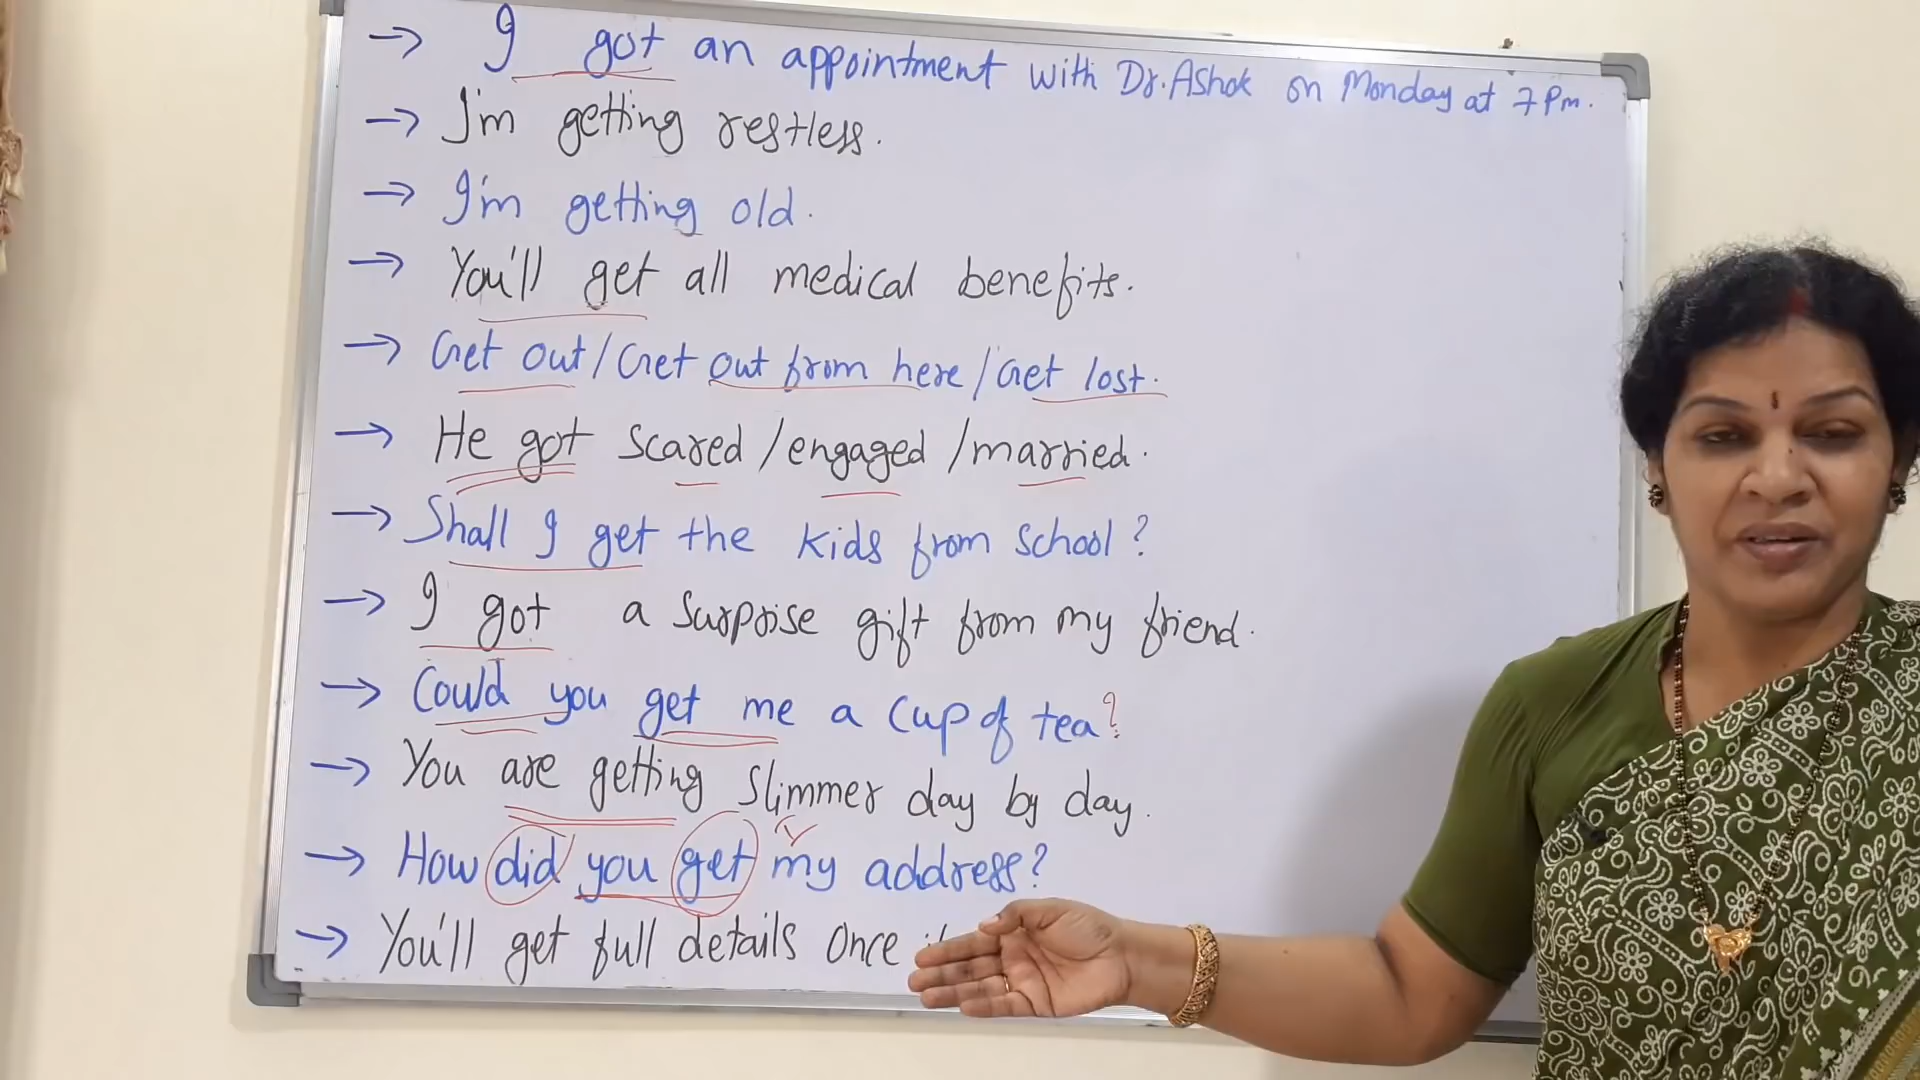 → I got an appointment with Dr. Ashok on Monday at 7 Pm.
→ I'm getting restless.
→ I'm getting old.
→ You'll get all medical benefits.
→ Get out / Get out from here / Get lost.
→ He got scared / engaged / married.
→ Shall I get the kids from school?
→ I got a surprise gift from my friend.
→ Could you get me a cup of tea?
→ You are getting slimmer day by day.
→ How did you get my address?
→ You'll get full details once